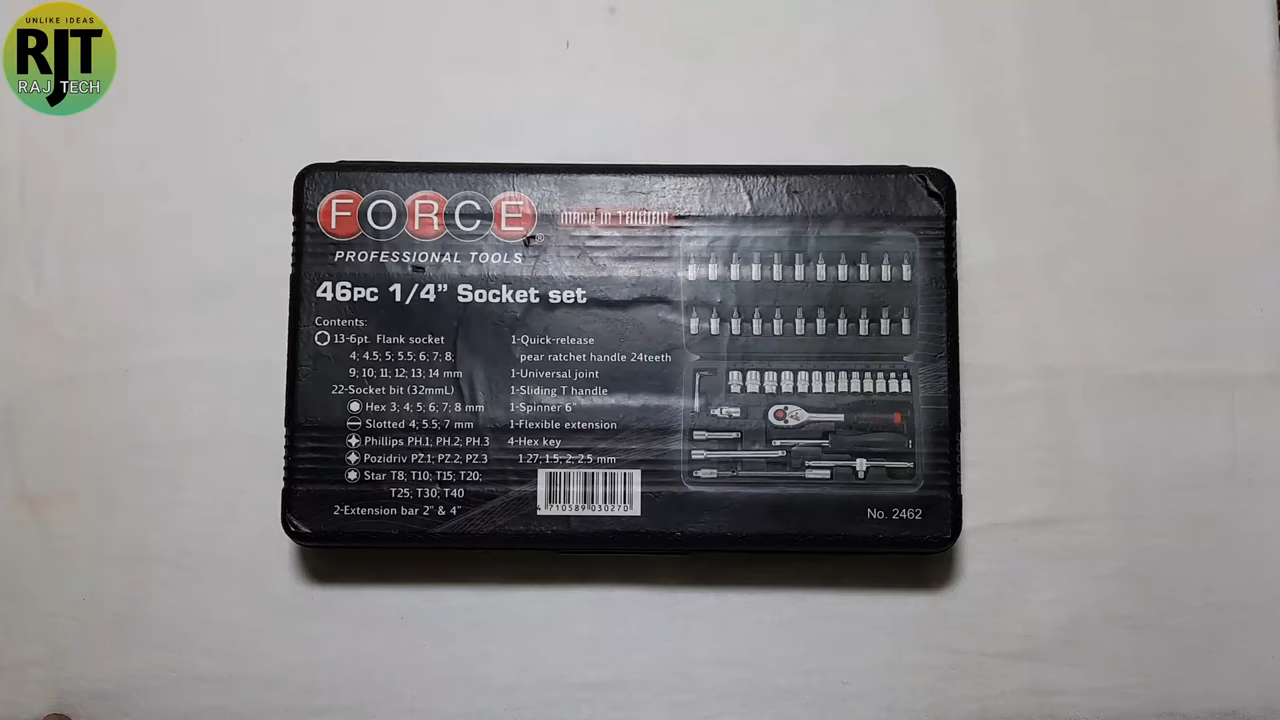 UNLIKE IDEAS
RJT
RAJ TECH
FORCE®
MADE IN TAIWAN
PROFESSIONAL TOOLS
46PC 1/4” Socket set
Contents:
13-6pt. Flank socket
4; 4.5; 5; 5.5; 6; 7; 8;
9; 10; 11; 12; 13; 14 mm
22-Socket bit (32mmL)
Hex 3; 4; 5; 6; 7; 8 mm
Slotted 4; 5.5; 7 mm
Phillips PH.1; PH.2; PH.3
Pozidriv PZ.1; PZ.2; PZ.3
Star T8; T10; T15; T20;
T25; T30; T40
2-Extension bar 2" & 4"
1-Quick-release
pear ratchet handle 24teeth
1-Universal joint
1-Sliding T handle
1-Spinner 6"
1-Flexible extension
4-Hex key
1.27; 1.5; 2; 2.5 mm
4 710589 030270
No. 2462